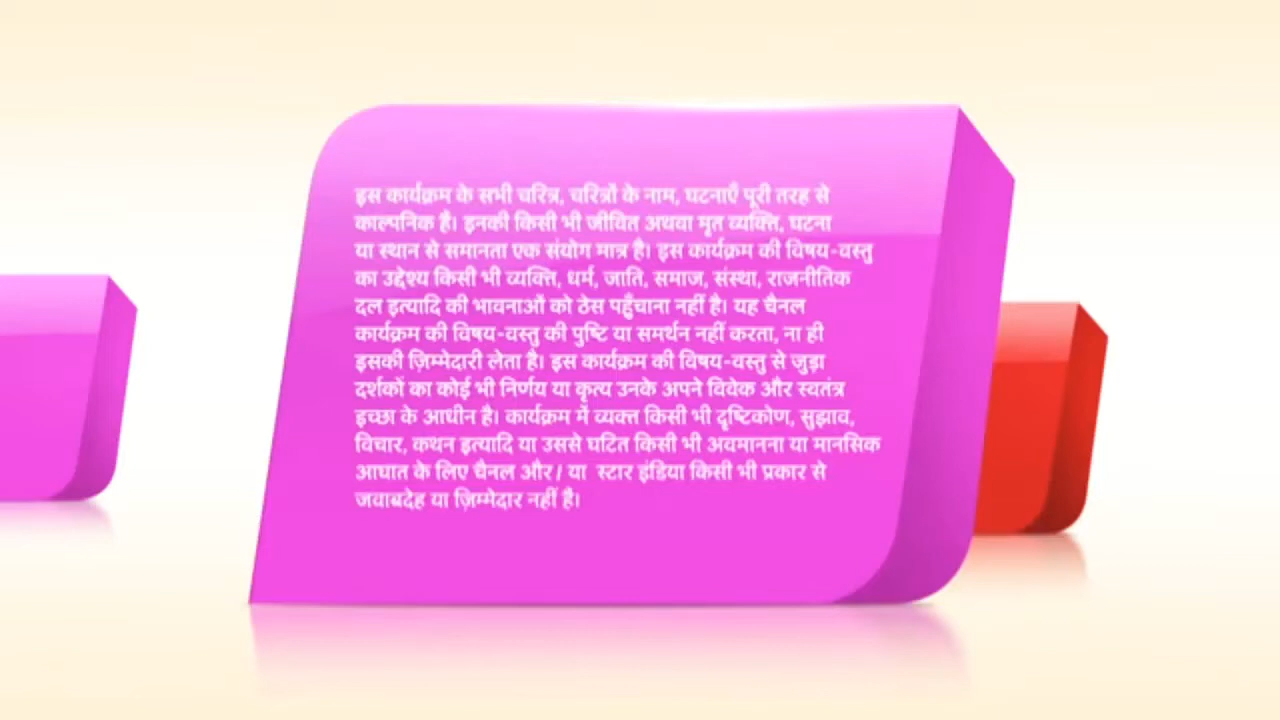 इस कार्यक्रम के सभी चरित्र, चरित्रों के नाम, घटनाएँ पूरी तरह से
काल्पनिक है। इनकी किसी भी जीवित अथवा मृत व्यक्ति, घटना
या स्थान से समानता एक संयोग मात्र है। इस कार्यक्रम की विषय-वस्तु
का उद्देश्य किसी भी व्यक्ति, धर्म, जाति, समाज, संस्था, राजनीतिक
दल इत्यादि की भावनाओं को ठेस पहुँचाना नहीं है। यह चैनल
कार्यक्रम की विषय-वस्तु की पुष्टि या समर्थन नहीं करता, ना ही
इसकी ज़िम्मेदारी लेता है। इस कार्यक्रम की विषय-वस्तु से जुड़ा
दर्शकों का कोई भी निर्णय या कृत्य उनके अपने विवेक और स्वतंत्र
इच्छा के आधीन है। कार्यक्रम में व्यक्त किसी भी दृष्टिकोण, सुझाव,
विचार, कथन इत्यादि या उससे घटित किसी भी अवमानना या मानसिक
आघात के लिए चैनल और / या स्टार इंडिया किसी भी प्रकार से
जवाबदेह या ज़िम्मेदार नहीं है।